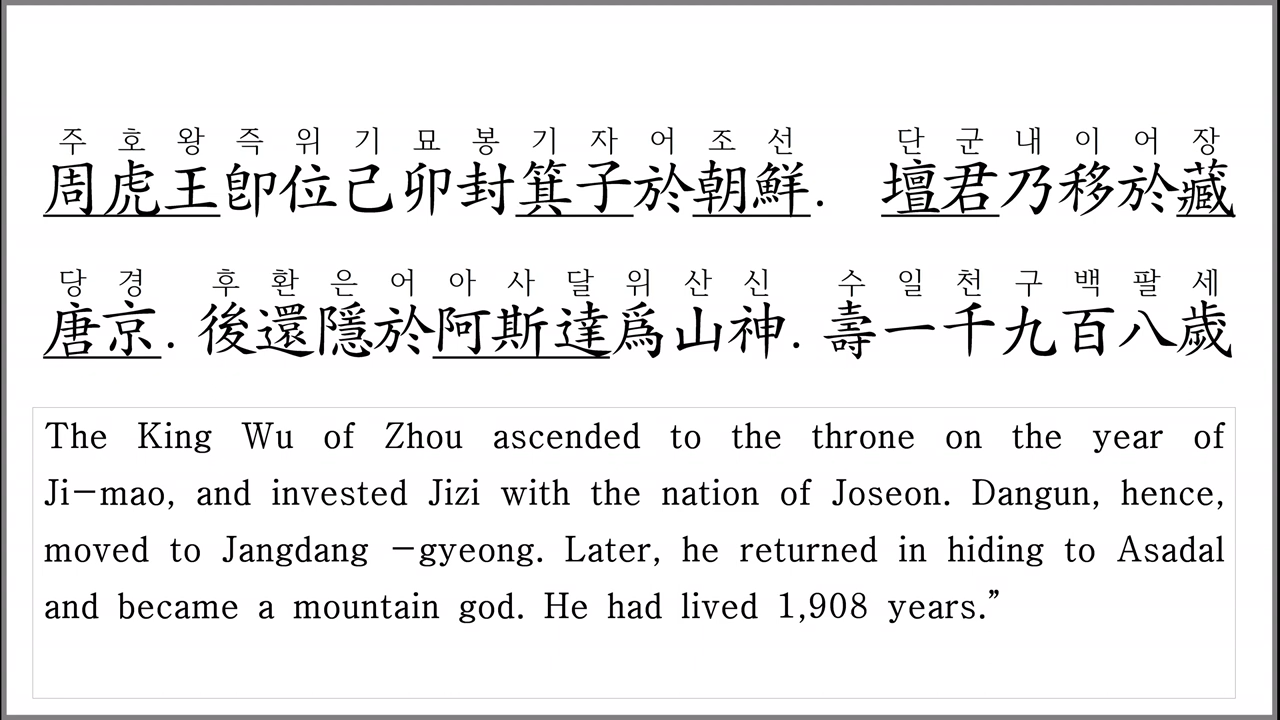 주호왕즉위기묘봉기자어조선 단군내이어장
周虎王卽位己卯封箕子於朝鮮. 壇君乃移於藏
당경 후환은어아사달위산신 수일천구백팔세
唐京. 後還隱於阿斯達爲山神. 壽一千九百八歲
The King Wu of Zhou ascended to the throne on the year of
Ji-mao, and invested Jizi with the nation of Joseon. Dangun, hence,
moved to Jangdang -gyeong. Later, he returned in hiding to Asadal
and became a mountain god. He had lived 1,908 years.”